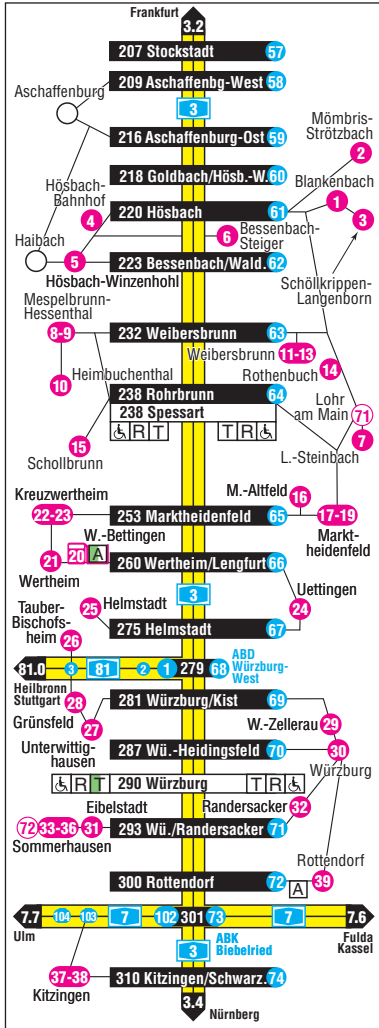 Frankfurt
3.2
207 Stockstadt 57
209 Aschaffenbg-West 58
Aschaffenburg
3
216 Aschaffenburg-Ost 59
Mömbris-
Strötzbach
2
218 Goldbach/Hösb.-W. 60
Hösbach-
Bahnhof
4
Blankenbach
1
3
220 Hösbach 61
6 Bessenbach-
Steiger
Haibach
5
223 Bessenbach/Wald. 62
Hösbach-Winzenhohl
Schöllkrippen-
Langenborn
Mespelbrunn-
Hessenthal
8-9
232 Weibersbrunn 63
Weibersbrunn 11-13
10
Heimbuchenthal
Rothenbuch
14
238 Rohrbrunn 64
238 Spessart
R T
T R
Lohr
am Main
71
7
L.-Steinbach
15
Schollbrunn
Kreuzwertheim
22-23
M.-Altfeld
16
253 Marktheidenfeld 65
17-19
Markt-
heidenfeld
W.-Bettingen
21
20 A
260 Wertheim/Lengfurt 66
Wertheim
3
Uettingen
24
Tauber-
Bischofs-
heim
26
Helmstadt
25
275 Helmstadt 67
81.0
3
81
2
1
279 68
ABD
Würzburg-
West
Heilbronn
Stuttgart
28
Grünsfeld
27
281 Würzburg/Kist 69
W.-Zellerau
29
Unterwittig-
hausen
287 Wü.-Heidingsfeld 70
30
Würzburg
R T 290 Würzburg T R
Eibelstadt
Randersacker
32
72 33-36 31
293 Wü./Randersacker 71
Sommerhausen
Rottendorf
300 Rottendorf 72
A
39
7.7
104
103
7
102
301
73
7
7.6
Ulm
Fulda
Kassel
3
ABK
Biebelried
37-38
Kitzingen
310 Kitzingen/Schwarz. 74
3.4
Nürnberg